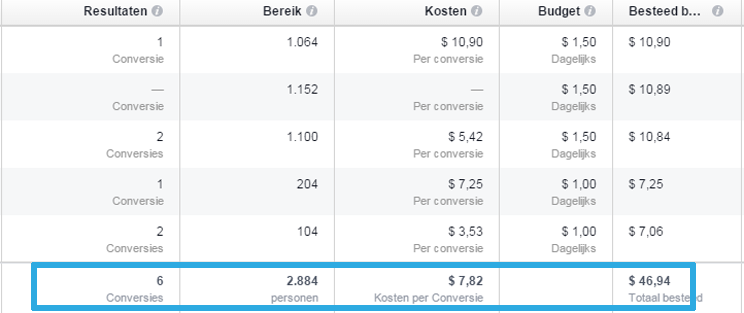 Resultaten Bereik Kosten Budget Besteed b...
1 1.064 $ 10,90 $ 1,50 $ 10,90
Conversie Per conversie Dagelijks
— 1.152 — $ 1,50 $ 10,89
Conversie Per conversie Dagelijks
2 1.100 $ 5,42 $ 1,50 $ 10,84
Conversies Per conversie Dagelijks
1 204 $ 7,25 $ 1,00 $ 7,25
Conversie Per conversie Dagelijks
2 104 $ 3,53 $ 1,00 $ 7,06
Conversies Per conversie Dagelijks
6 2.884 $ 7,82 $ 46,94
Conversies personen Kosten per Conversie Totaal besteed